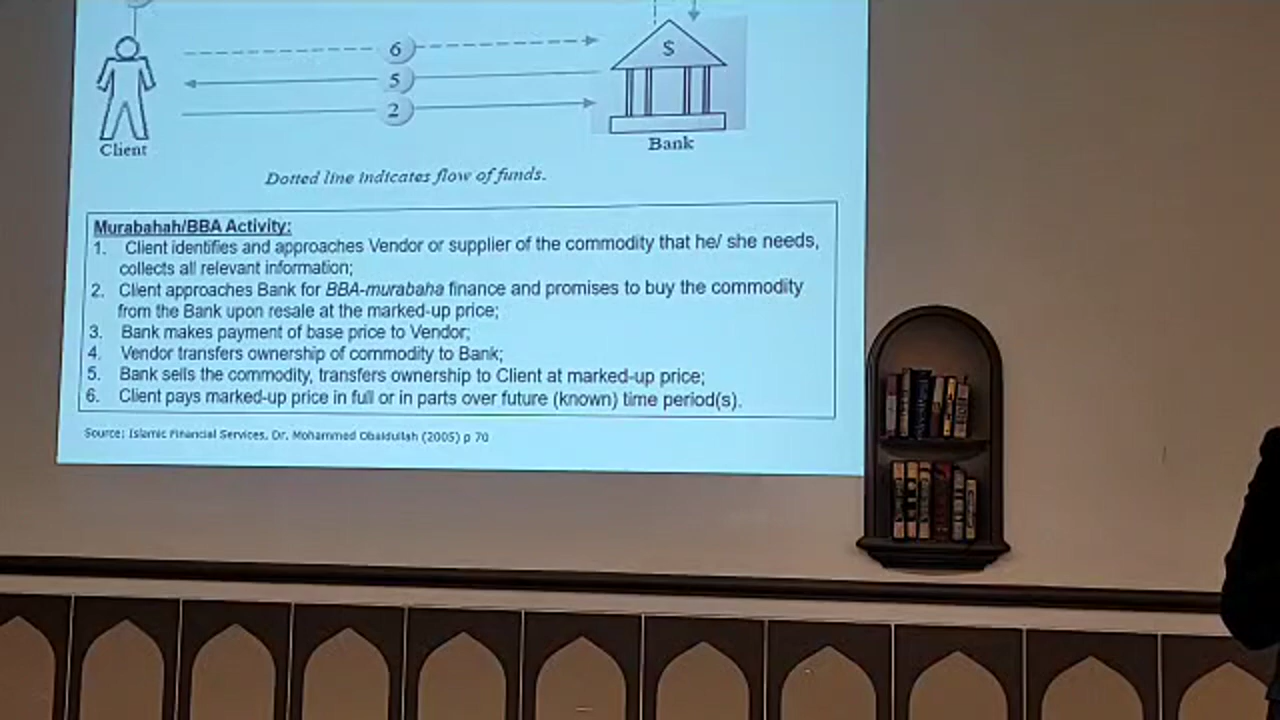 6
5
2
$
Client
Bank
Dotted line indicates flow of funds.
Murabahah/BBA Activity:
1. Client identifies and approaches Vendor or supplier of the commodity that he/ she needs,
collects all relevant information;
2. Client approaches Bank for BBA-murabaha finance and promises to buy the commodity
from the Bank upon resale at the marked-up price;
3. Bank makes payment of base price to Vendor;
4. Vendor transfers ownership of commodity to Bank;
5. Bank sells the commodity, transfers ownership to Client at marked-up price;
6. Client pays marked-up price in full or in parts over future (known) time period(s).
Source: Islamic Financial Services, Dr. Mohammed Obaidullah (2005) p 70